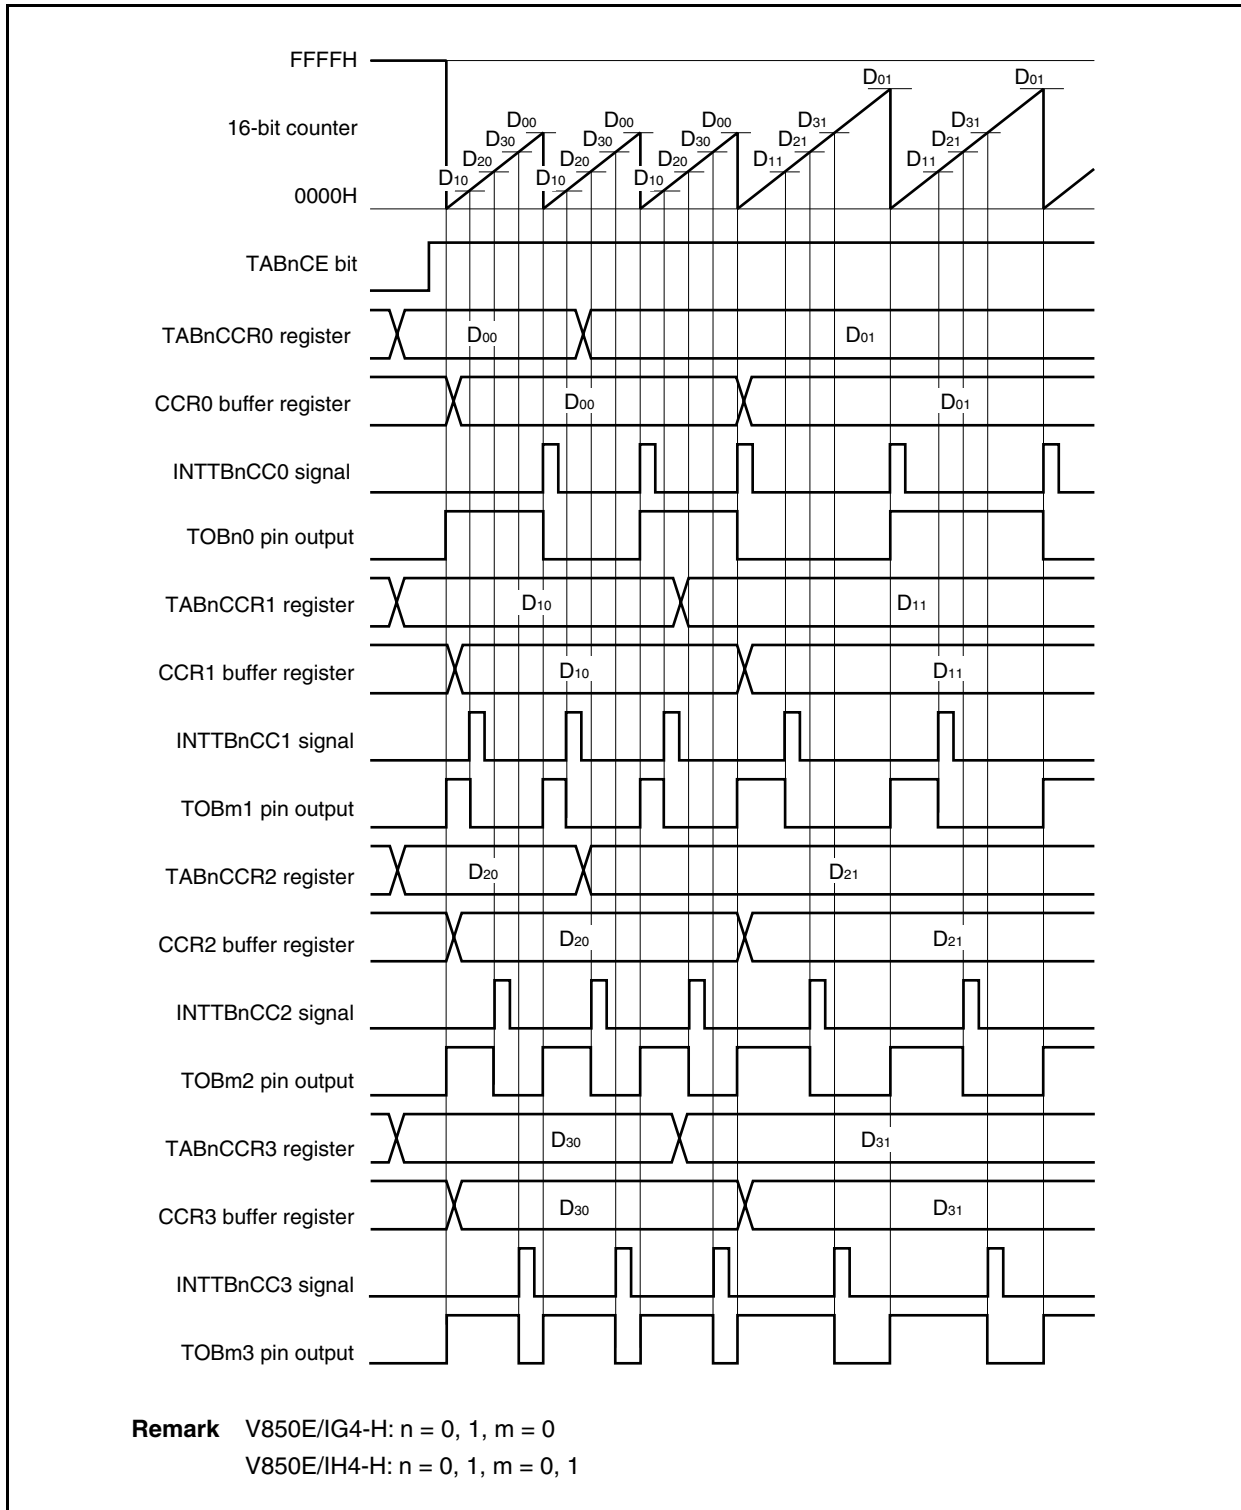 FFFFH
D01 D01
D00 D00 D00 D31 D31
16-bit counter
D30 D30 D30 D21 D21
D20 D20 D20 D11 D11
D10 D10 D10
0000H
TABnCE bit
TABnCCR0 register D00 D01
CCR0 buffer register D00 D01
INTTBnCC0 signal
TOBn0 pin output
TABnCCR1 register D10 D11
CCR1 buffer register D10 D11
INTTBnCC1 signal
TOBm1 pin output
TABnCCR2 register D20 D21
CCR2 buffer register D20 D21
INTTBnCC2 signal
TOBm2 pin output
TABnCCR3 register D30 D31
CCR3 buffer register D30 D31
INTTBnCC3 signal
TOBm3 pin output
Remark V850E/IG4-H: n = 0, 1, m = 0
V850E/IH4-H: n = 0, 1, m = 0, 1